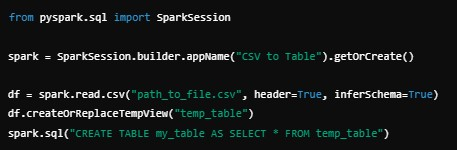 from pyspark.sql import SparkSession
spark = SparkSession.builder.appName("CSV to Table").getOrCreate()
df = spark.read.csv("path_to_file.csv", header=True, inferSchema=True)
df.createOrReplaceTempView("temp_table")
spark.sql("CREATE TABLE my_table AS SELECT * FROM temp_table")